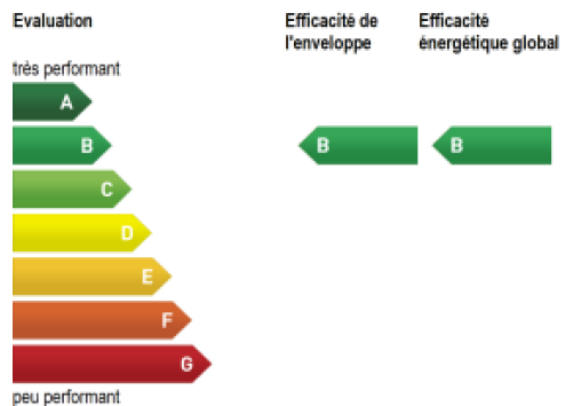 Evaluation
Efficacité de
l'enveloppe
Efficacité
énergétique global
très performant
A
B
B
B
C
D
E
F
G
peu performant